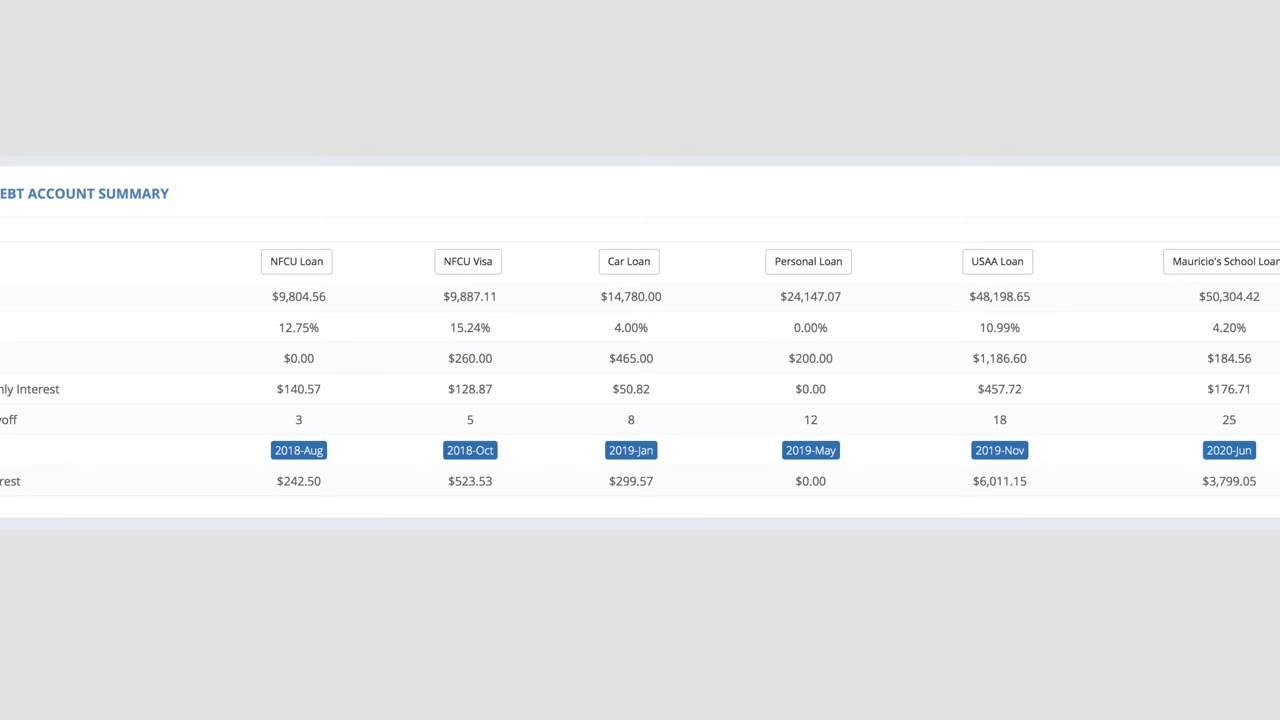 EBT ACCOUNT SUMMARY
NFCU Loan NFCU Visa Car Loan Personal Loan USAA Loan Mauricio's School Loan
$9,804.56 $9,887.11 $14,780.00 $24,147.07 $48,198.65 $50,304.42
12.75% 15.24% 4.00% 0.00% 10.99% 4.20%
$0.00 $260.00 $465.00 $200.00 $1,186.60 $184.56
hly Interest $140.57 $128.87 $50.82 $0.00 $457.72 $176.71
off 3 5 8 12 18 25
2018-Aug 2018-Oct 2019-Jan 2019-May 2019-Nov 2020-Jun
rest $242.50 $523.53 $299.57 $0.00 $6,011.15 $3,799.05